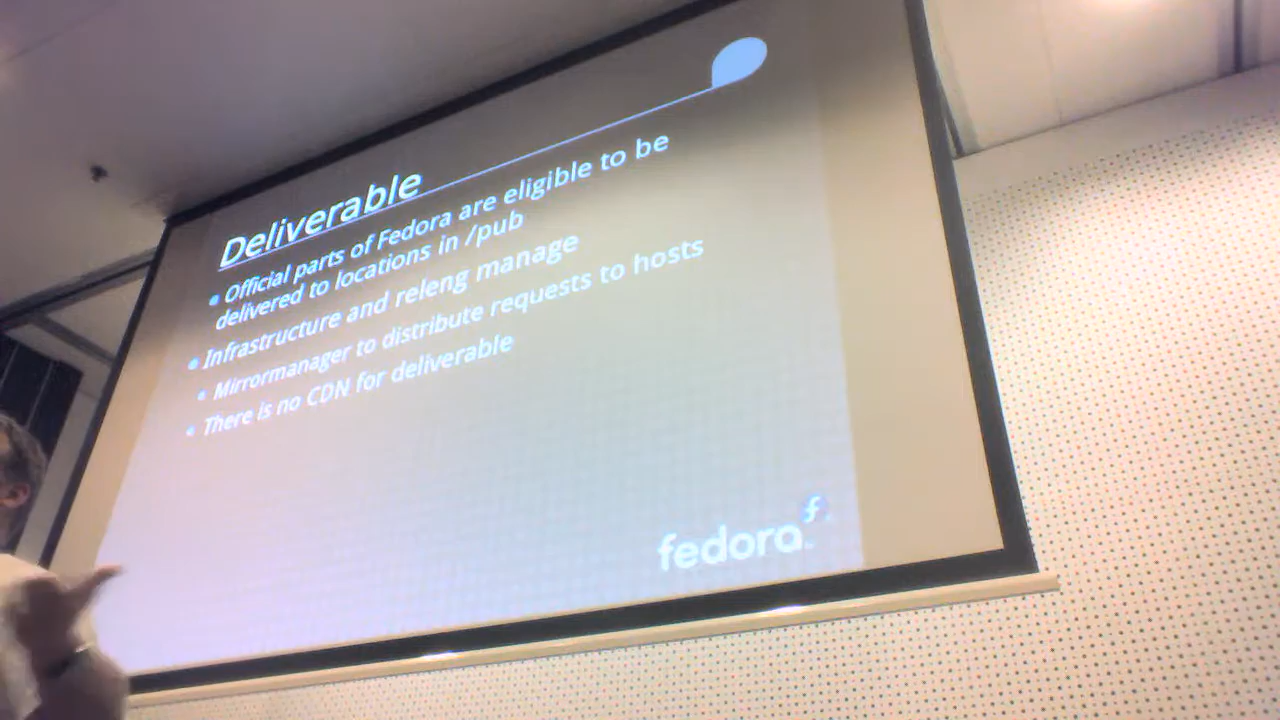 Deliverable
• Official parts of Fedora are eligible to be
delivered to locations in /pub
• Infrastructure and releng manage
• Mirrormanager to distribute requests to hosts
• There is no CDN for deliverable
fedora